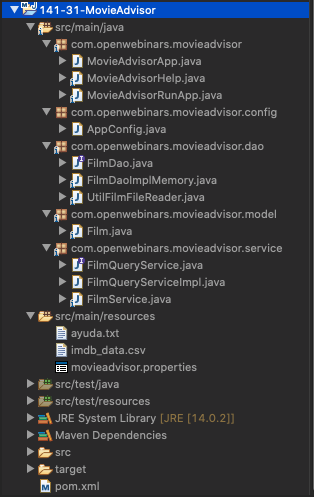 141-31-MovieAdvisor
src/main/java
com.openwebinars.movieadvisor
MovieAdvisorApp.java
MovieAdvisorHelp.java
MovieAdvisorRunApp.java
com.openwebinars.movieadvisor.config
AppConfig.java
com.openwebinars.movieadvisor.dao
FilmDao.java
FilmDaoImplMemory.java
UtilFilmFileReader.java
com.openwebinars.movieadvisor.model
Film.java
com.openwebinars.movieadvisor.service
FilmQueryService.java
FilmQueryServiceImpl.java
FilmService.java
src/main/resources
ayuda.txt
imdb_data.csv
movieadvisor.properties
src/test/java
src/test/resources
JRE System Library [JRE [14.0.2]]
Maven Dependencies
src
target
pom.xml